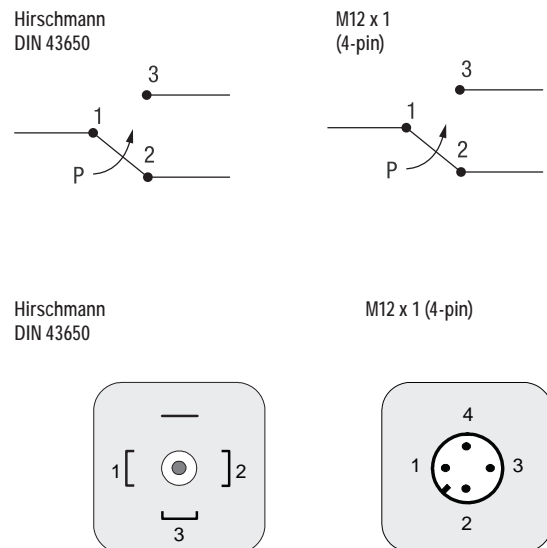 Hirschmann
DIN 43650
M12 x 1
(4-pin)
3
1
2
P
3
1
2
P
Hirschmann
DIN 43650
M12 x 1 (4-pin)
1
2
3
4
1
3
2